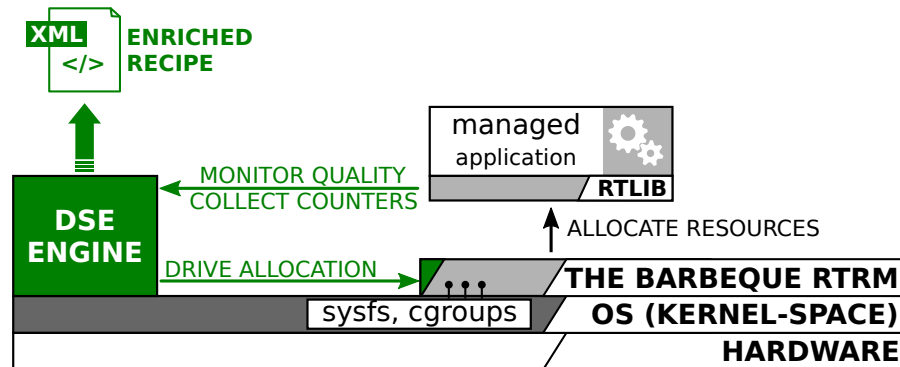 XML
</>
ENRICHED
RECIPE
managed
application
RTLIB
MONITOR QUALITY
COLLECT COUNTERS
DSE
ENGINE
ALLOCATE RESOURCES
DRIVE ALLOCATION
THE BARBEQUE RTRM
sysfs, cgroups
OS (KERNEL-SPACE)
HARDWARE